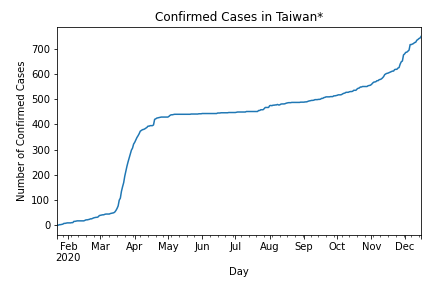 Confirmed Cases in Taiwan*
Number of Confirmed Cases
700
600
500
400
300
200
100
0
Feb Mar Apr May Jun Jul Aug Sep Oct Nov Dec
2020
Day